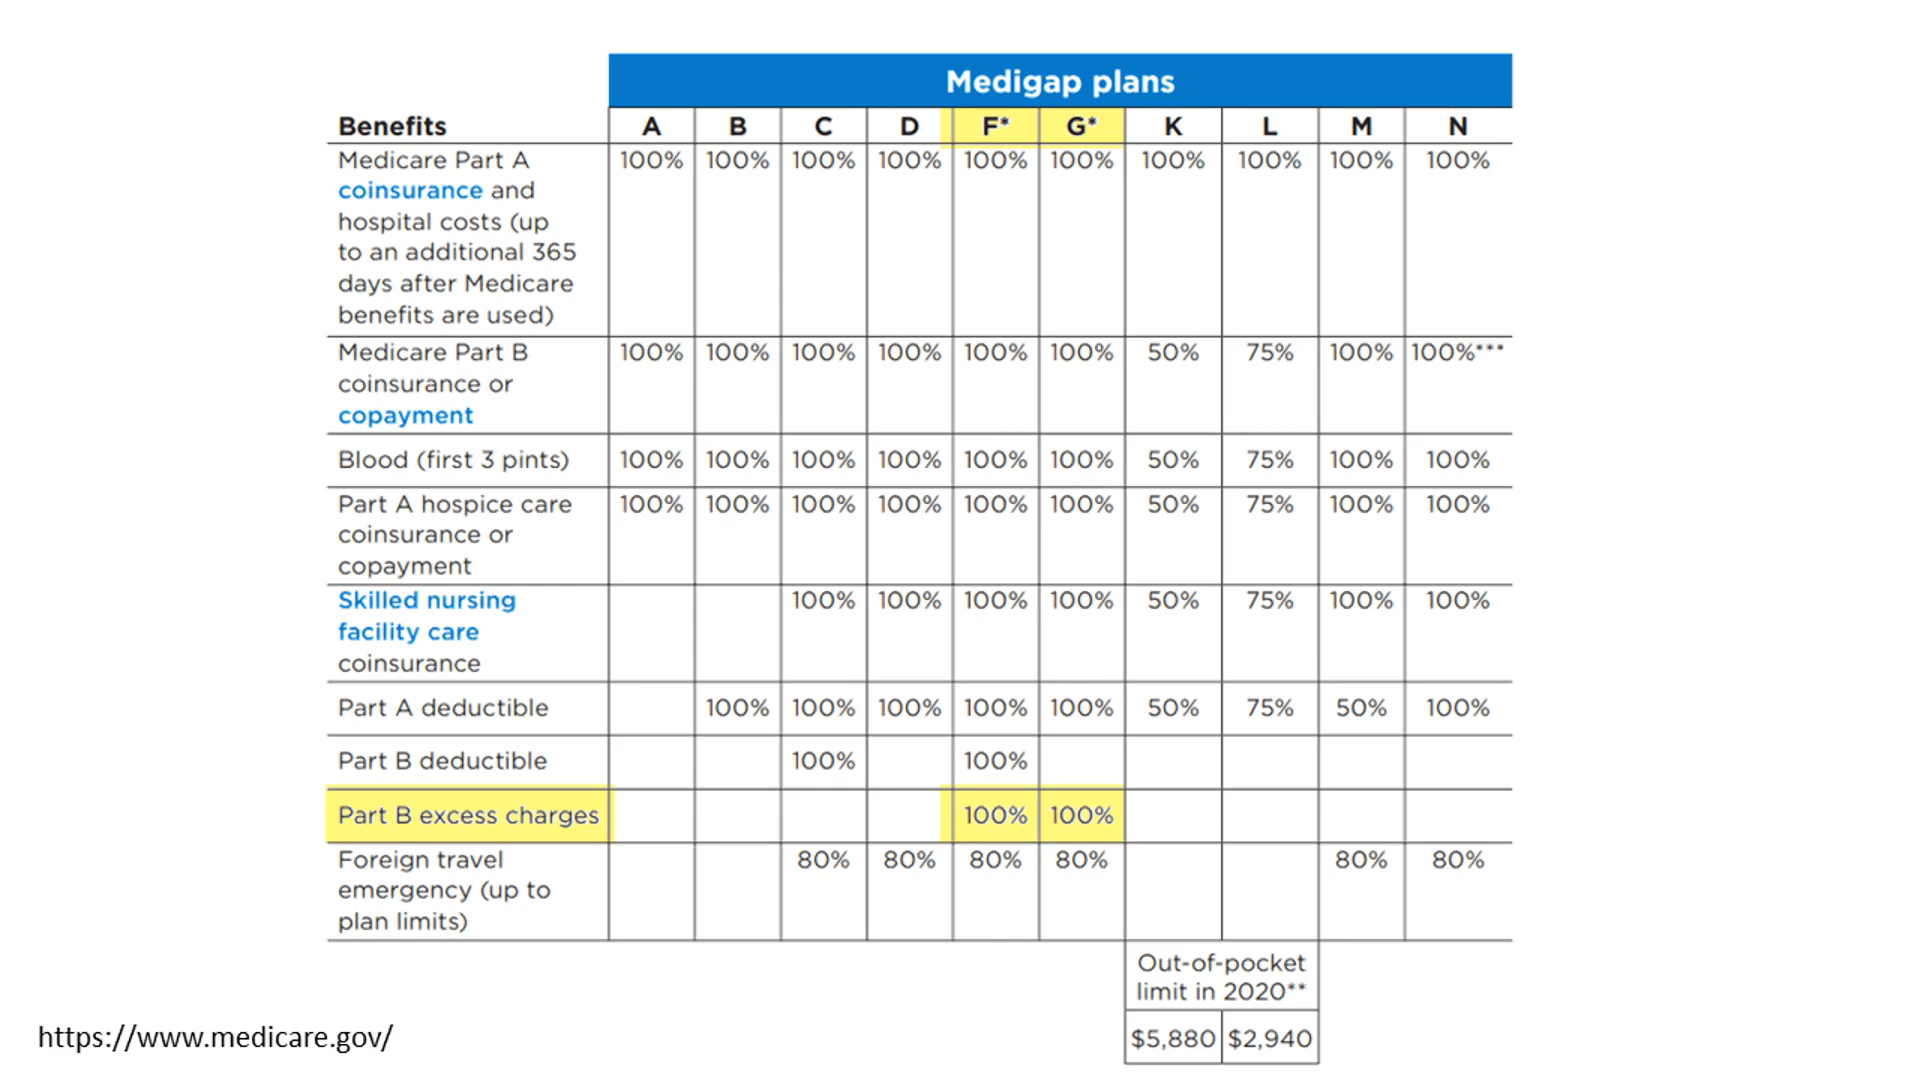 Medigap plans
Benefits A B C D F* G* K L M N
Medicare Part A 100% 100% 100% 100% 100% 100% 100% 100% 100% 100%
coinsurance and
hospital costs (up
to an additional 365
days after Medicare
benefits are used)
Medicare Part B 100% 100% 100% 100% 100% 100% 50% 75% 100% 100%***
coinsurance or
copayment
Blood (first 3 pints) 100% 100% 100% 100% 100% 100% 50% 75% 100% 100%
Part A hospice care 100% 100% 100% 100% 100% 100% 50% 75% 100% 100%
coinsurance or
copayment
Skilled nursing 100% 100% 100% 100% 50% 75% 100% 100%
facility care
coinsurance
Part A deductible 100% 100% 100% 100% 100% 50% 75% 50% 100%
Part B deductible 100% 100%
Part B excess charges 100% 100%
Foreign travel 80% 80% 80% 80% 80% 80%
emergency (up to
plan limits)
Out-of-pocket
limit in 2020**
$5,880 $2,940
https://www.medicare.gov/